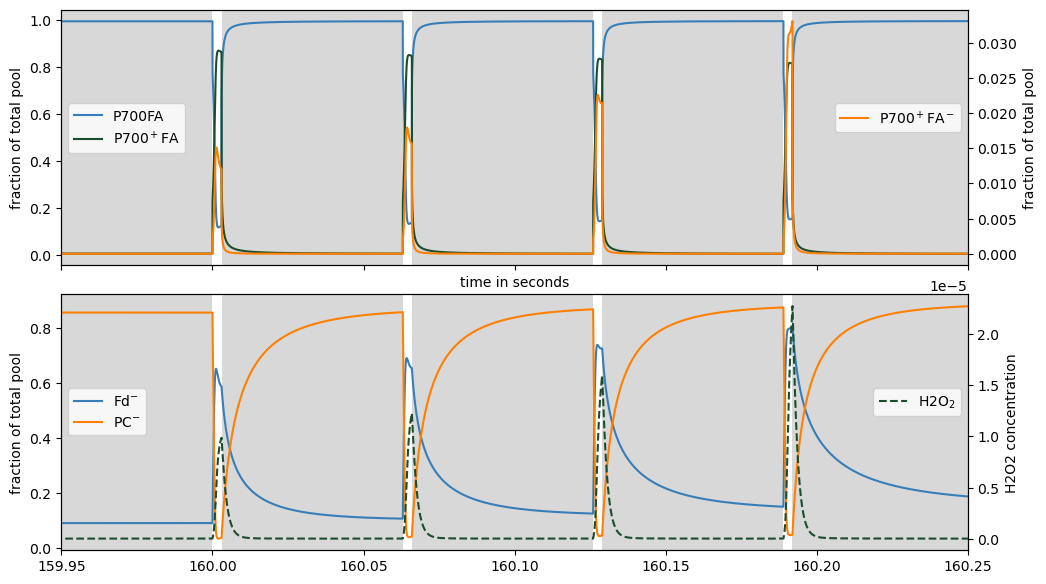 1.0
0.8
0.6
0.4
0.2
0.0
fraction of total pool
P700FA
P700⁺ FA
P700⁺ FA⁻
0.030
0.025
0.020
0.015
0.010
0.005
0.000
fraction of total pool
time in seconds
1e−5
0.8
0.6
0.4
0.2
0.0
fraction of total pool
Fd⁻
PC⁻
H2O₂
2.0
1.5
1.0
0.5
0.0
H2O2 concentration
159.95 160.00 160.05 160.10 160.15 160.20 160.25